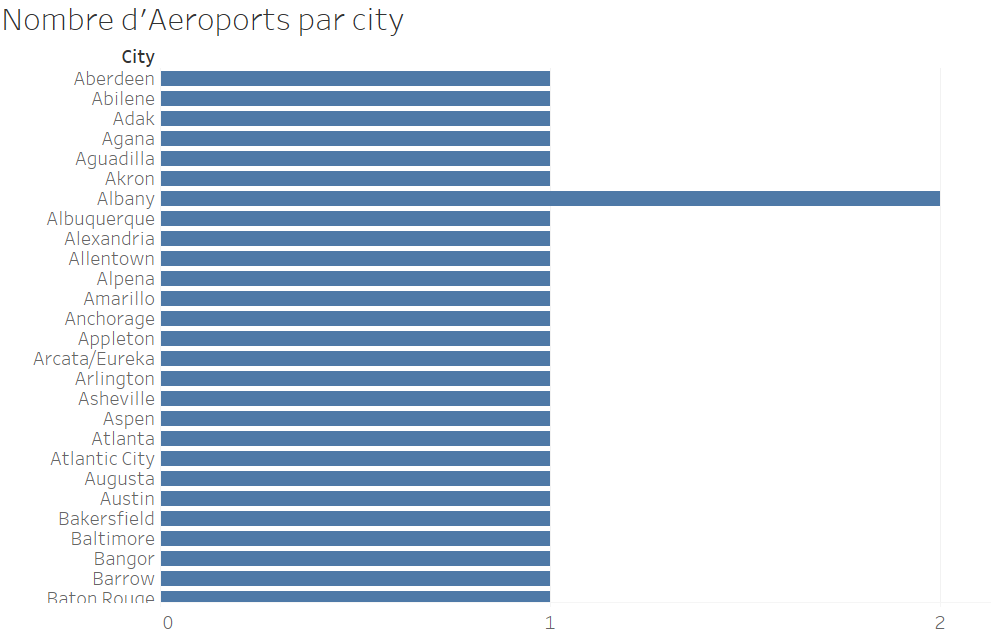 Nombre d'Aeroports par city
City
Aberdeen
Abilene
Adak
Agana
Aguadilla
Akron
Albany
Albuquerque
Alexandria
Allentown
Alpena
Amarillo
Anchorage
Appleton
Arcata/Eureka
Arlington
Asheville
Aspen
Atlanta
Atlantic City
Augusta
Austin
Bakersfield
Baltimore
Bangor
Barrow
Baton Rouge
0 1 2